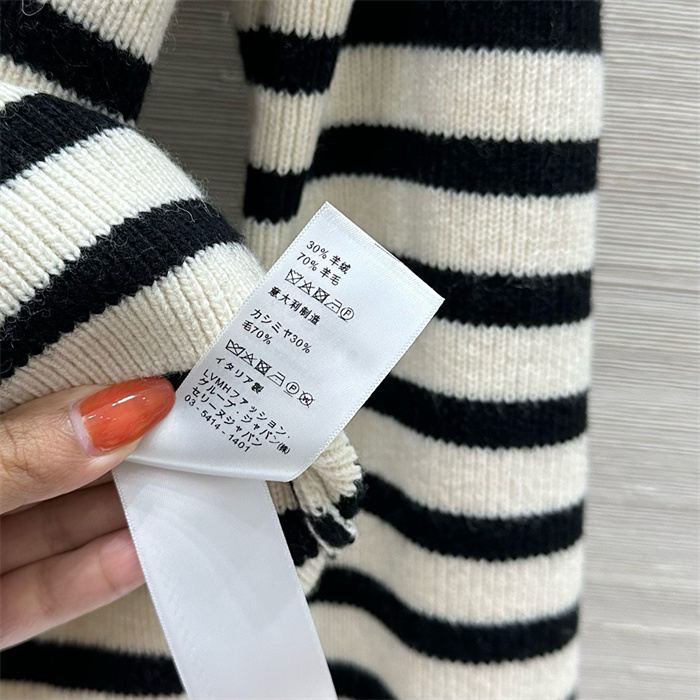 30% 羊绒
70% 羊毛
意大利制造
カシミヤ30%
毛70%
イタリア製
LVMHファッション・
グループ・ジャパン(株)
セリーヌジャパン
03-5414-1401